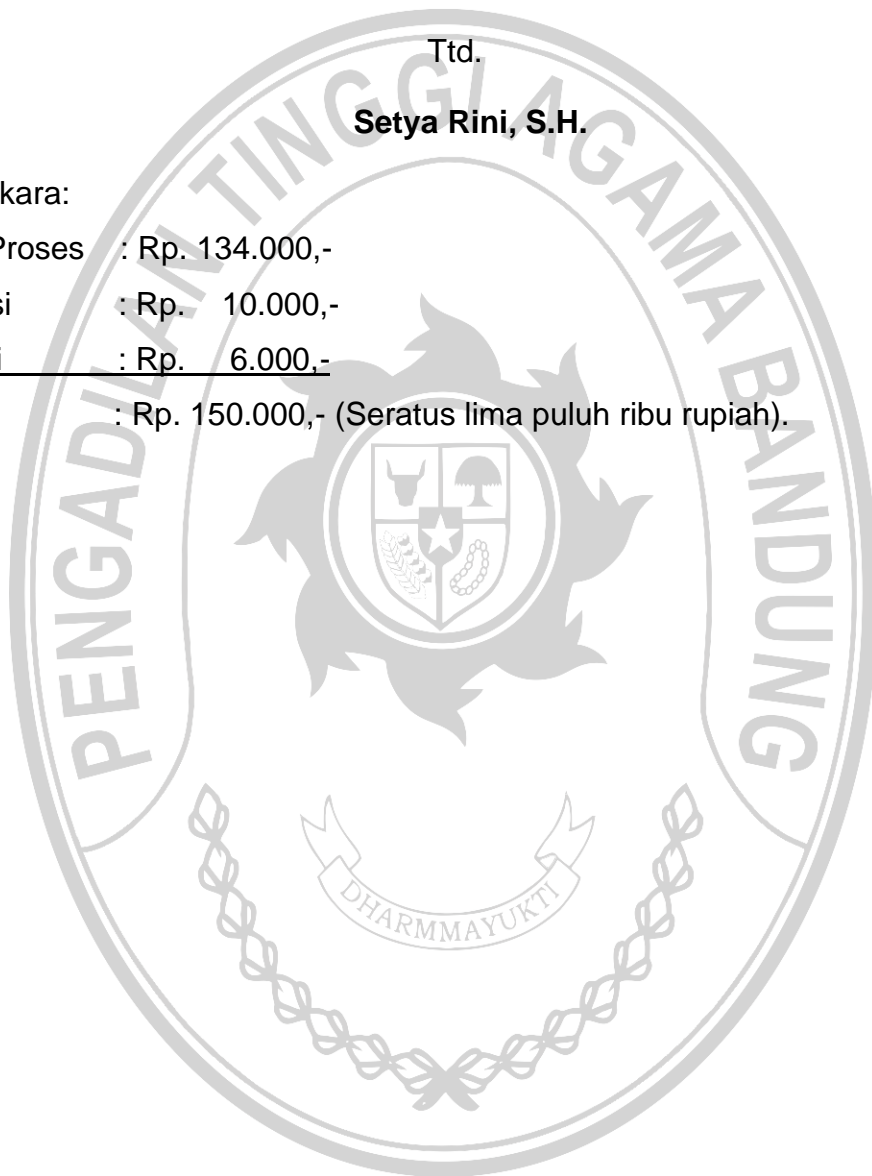 Ttd.
Setya Rini, S.H.
kara:
Proses : Rp. 134.000,-
si : Rp. 10.000,-
i : Rp. 6.000,-
: Rp. 150.000,- (Seratus lima puluh ribu rupiah).
PENGADILAN TINGGI AGAMA BANDUNG
DHARMMAYUKTI